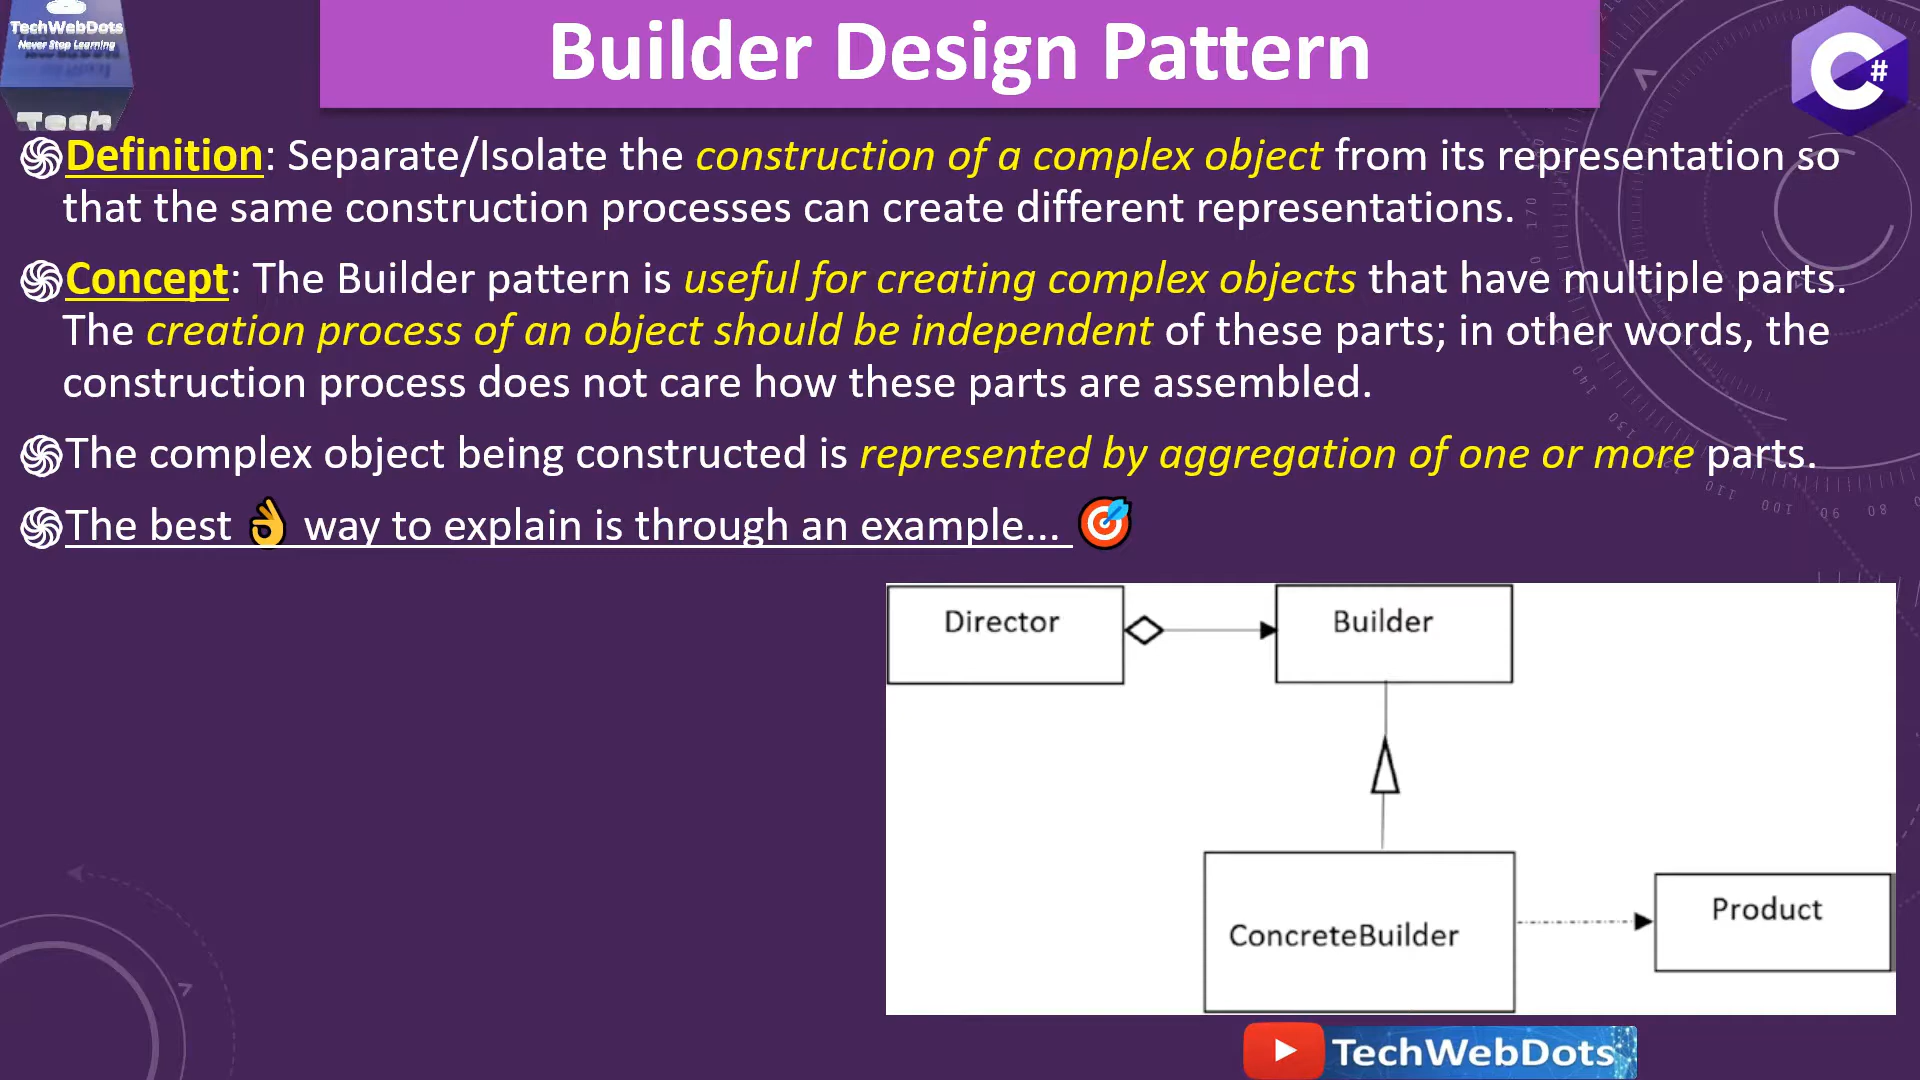 TechWebDots
Never Stop Learning
Tech
Builder Design Pattern
C#
Definition: Separate/Isolate the construction of a complex object from its representation so
that the same construction processes can create different representations.
Concept: The Builder pattern is useful for creating complex objects that have multiple parts.
The creation process of an object should be independent of these parts; in other words, the
construction process does not care how these parts are assembled.
The complex object being constructed is represented by aggregation of one or more parts.
The best 👌 way to explain is through an example... 🎯
Director
Builder
ConcreteBuilder
Product
TechWebDots